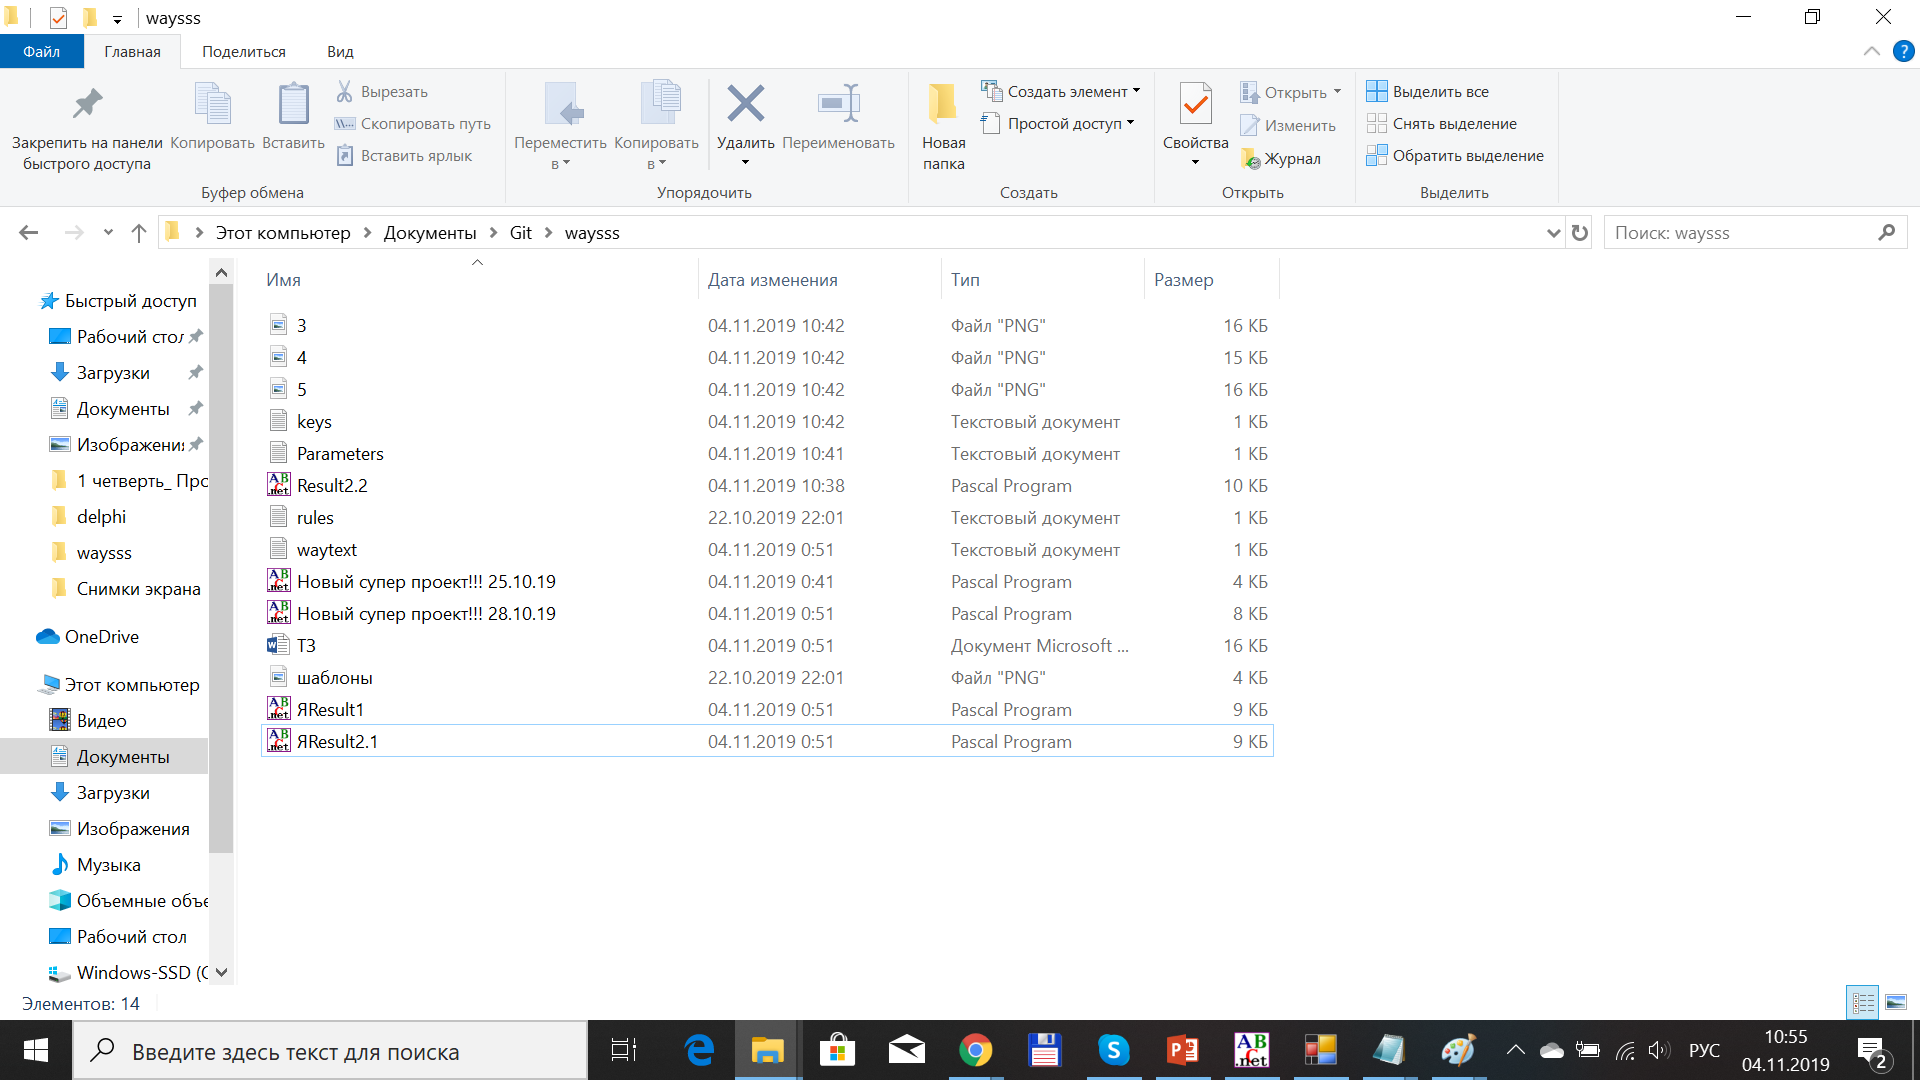 waysss
Файл Главная Поделиться Вид
Закрепить на панели быстрого доступа
Копировать
Вставить
Вырезать
Скопировать путь
Вставить ярлык
Буфер обмена
Переместить в
Копировать в
Удалить
Переименовать
Упорядочить
Новая папка
Создать элемент
Простой доступ
Создать
Свойства
Открыть
Изменить
Журнал
Открыть
Выделить все
Снять выделение
Обратить выделение
Выделить
Этот компьютер Документы Git waysss
Поиск: waysss
Быстрый доступ
Рабочий стол
Загрузки
Документы
Изображения
1 четверть_ Про
delphi
waysss
Снимки экрана
OneDrive
Этот компьютер
Видео
Документы
Загрузки
Изображения
Музыка
Объемные объе
Рабочий стол
Windows-SSD (C
Имя Дата изменения Тип Размер
3 04.11.2019 10:42 Файл "PNG" 16 КБ
4 04.11.2019 10:42 Файл "PNG" 15 КБ
5 04.11.2019 10:42 Файл "PNG" 16 КБ
keys 04.11.2019 10:42 Текстовый документ 1 КБ
Parameters 04.11.2019 10:41 Текстовый документ 1 КБ
Result2.2 04.11.2019 10:38 Pascal Program 10 КБ
rules 22.10.2019 22:01 Текстовый документ 1 КБ
waytext 04.11.2019 0:51 Текстовый документ 1 КБ
Новый супер проект!!! 25.10.19 04.11.2019 0:41 Pascal Program 4 КБ
Новый супер проект!!! 28.10.19 04.11.2019 0:51 Pascal Program 8 КБ
ТЗ 04.11.2019 0:51 Документ Microsoft ... 16 КБ
шаблоны 22.10.2019 22:01 Файл "PNG" 4 КБ
ЯResult1 04.11.2019 0:51 Pascal Program 9 КБ
ЯResult2.1 04.11.2019 0:51 Pascal Program 9 КБ
Элементов: 14
Введите здесь текст для поиска
ABC.net
РУС
10:55
04.11.2019
2